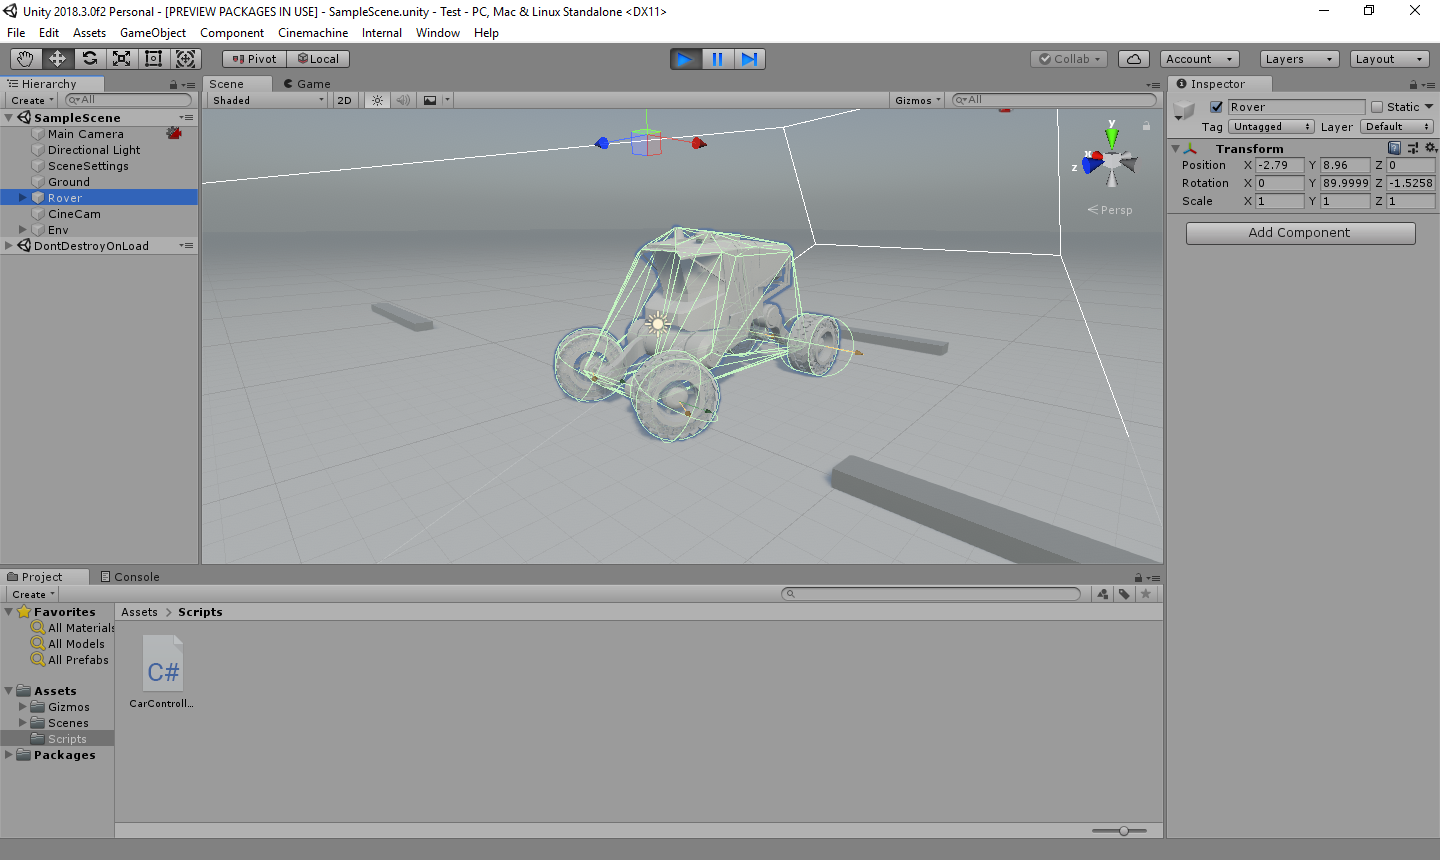 Unity 2018.3.0f2 Personal - [PREVIEW PACKAGES IN USE] - SampleScene.unity - Test - PC, Mac & Linux Standalone <DX11>
File Edit Assets GameObject Component Cinemachine Internal Window Help
Pivot Local Collab Account Layers Layout
Hierarchy
Create All
SampleScene
Main Camera
Directional Light
SceneSettings
Ground
Rover
CineCam
Env
DontDestroyOnLoad
Scene Game
Shaded 2D Gizmos All
y
x
z
Persp
Inspector
Rover Static
Tag Untagged Layer Default
Transform
Position X -2.79 Y 8.96 Z 0
Rotation X 0 Y 89.9999 Z -1.5258
Scale X 1 Y 1 Z 1
Add Component
Project Console
Create
Favorites
All Materials
All Models
All Prefabs
Assets
Gizmos
Scenes
Scripts
Packages
Assets > Scripts
C#
CarControll...